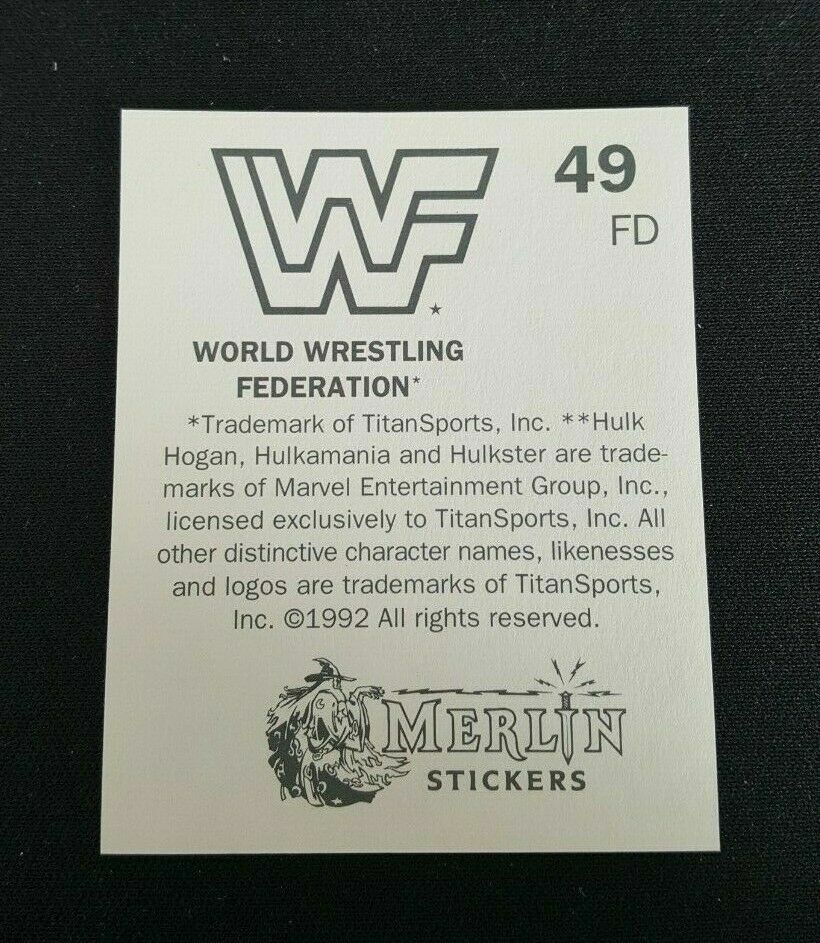 WF
49
FD
*
WORLD WRESTLING
FEDERATION*
*Trademark of TitanSports, Inc. **Hulk
Hogan, Hulkamania and Hulkster are trade-
marks of Marvel Entertainment Group, Inc.,
licensed exclusively to TitanSports, Inc. All
other distinctive character names, likenesses
and logos are trademarks of TitanSports,
Inc. ©1992 All rights reserved.
MERLIN
STICKERS